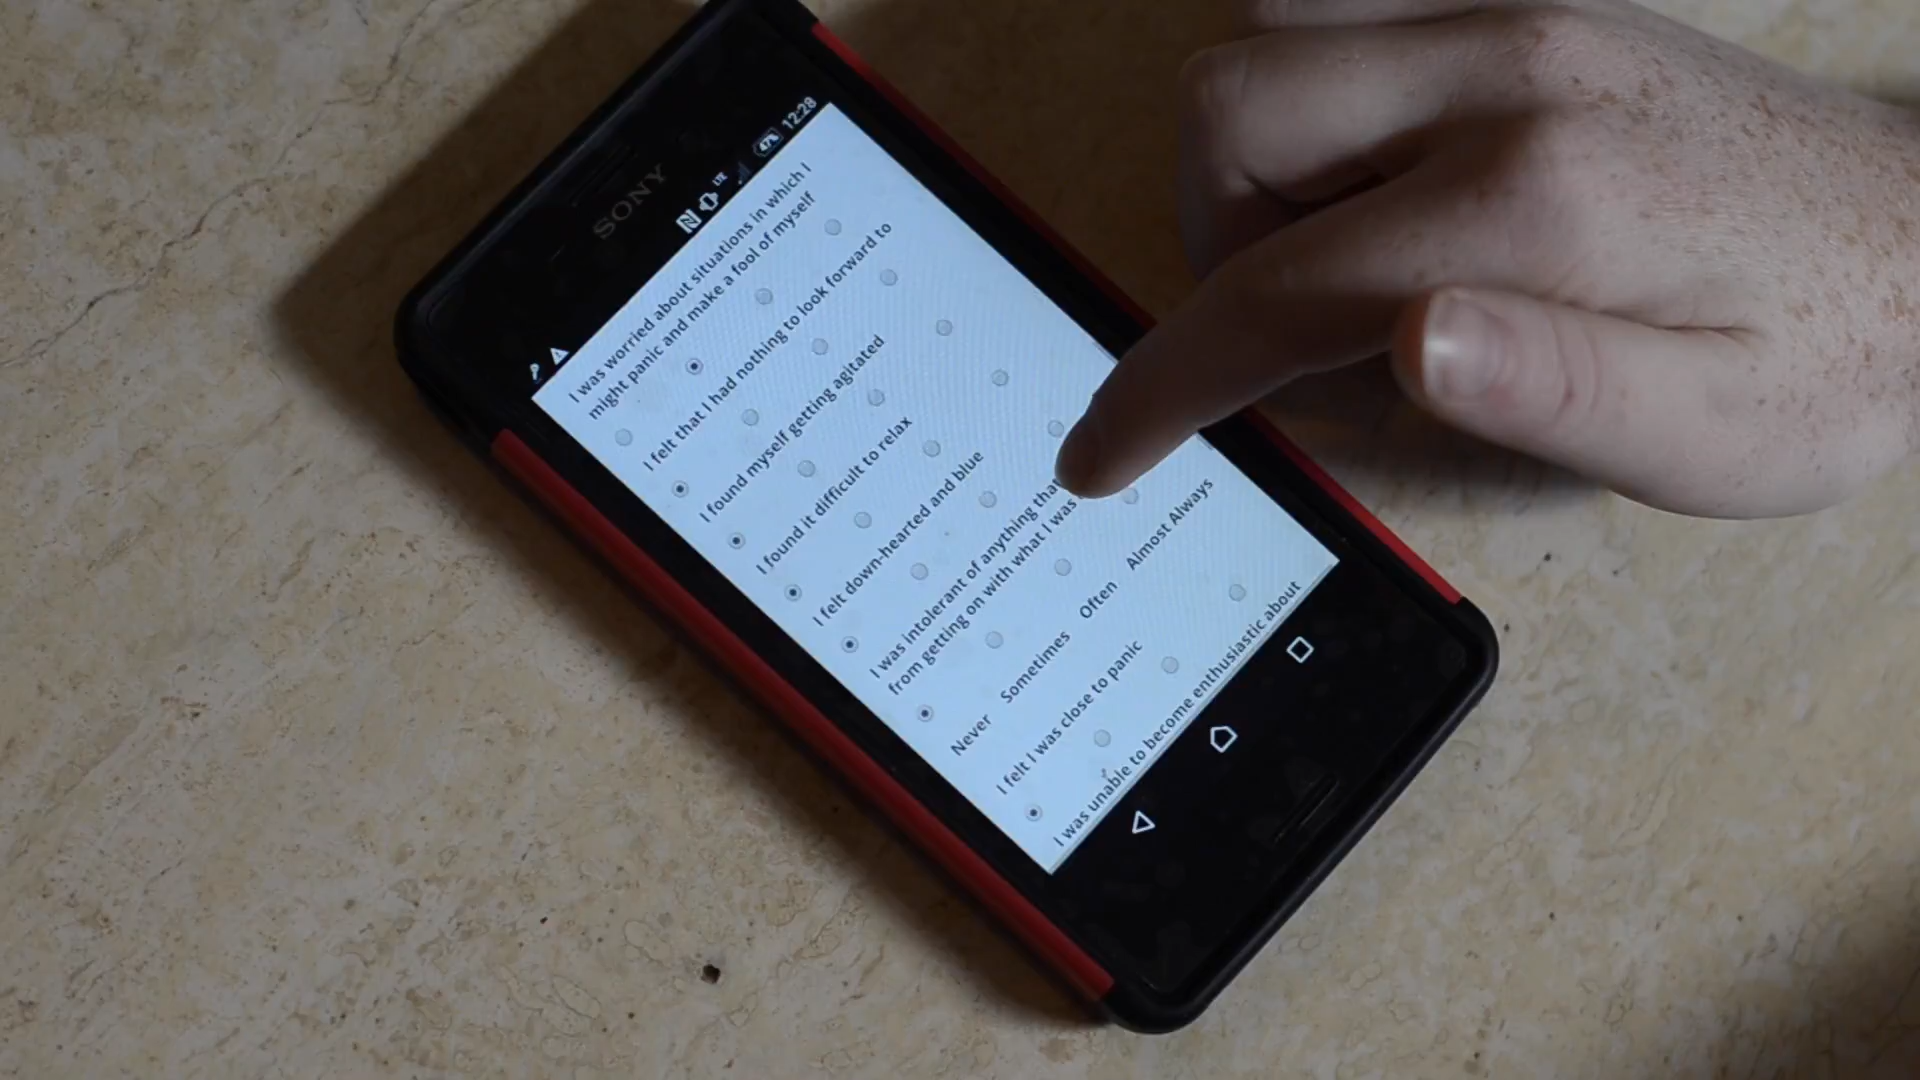 SONY
47%
12:28
LTE
I was worried about situations in which I
might panic and make a fool of myself
I felt that I had nothing to look forward to
I found myself getting agitated
I found it difficult to relax
I felt down-hearted and blue
I was intolerant of anything that
from getting on with what I was
Never Sometimes Often Almost Always
I felt I was close to panic
I was unable to become enthusiastic about